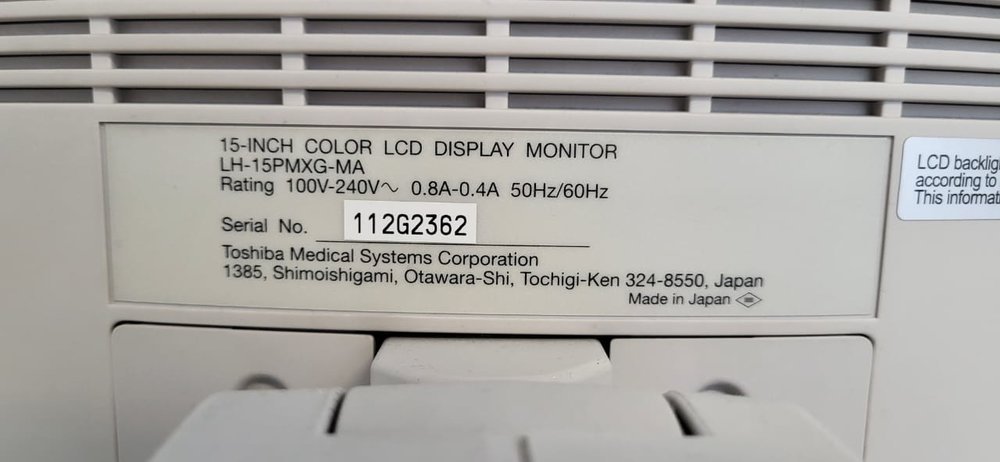 15-INCH COLOR LCD DISPLAY MONITOR
LH-15PMXG-MA
Rating 100V-240V∿ 0.8A-0.4A 50Hz/60Hz
Serial No. 112G2362
Toshiba Medical Systems Corporation
1385, Shimoishigami, Otawara-Shi, Tochigi-Ken 324-8550, Japan
Made in Japan
LCD
according to
This